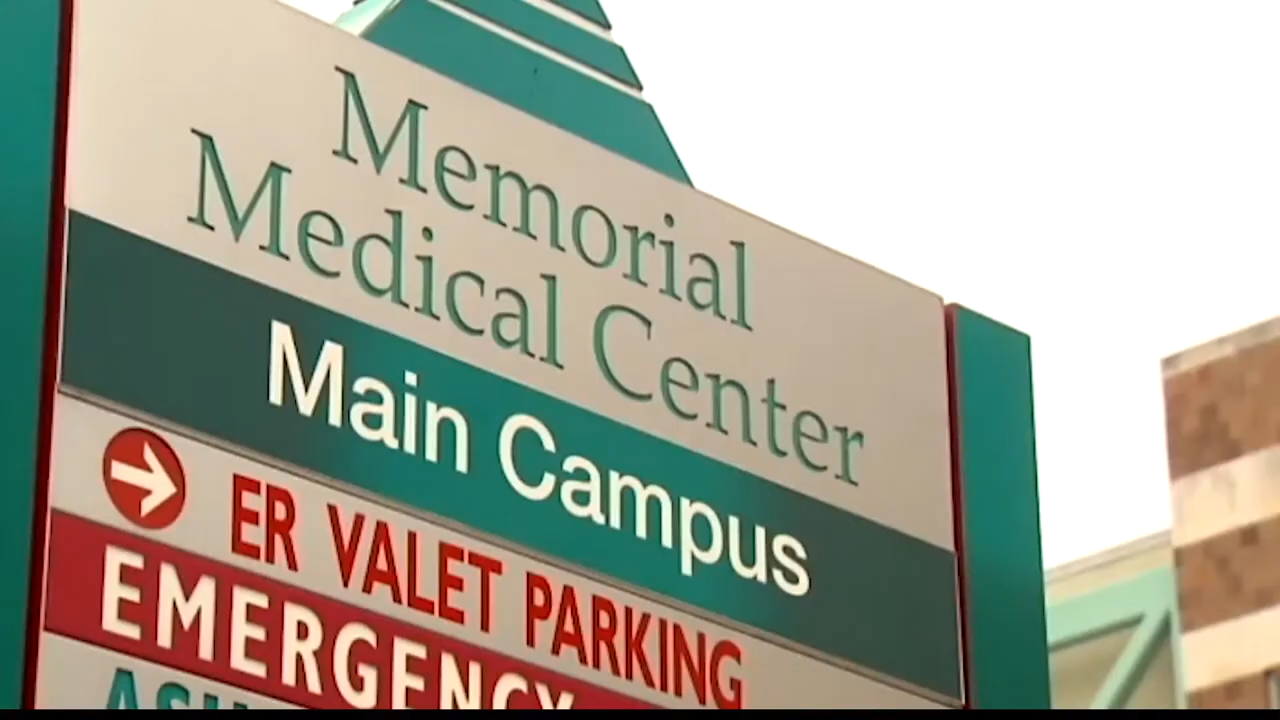 Memorial
Medical Center
Main Campus
ER VALET PARKING
EMERGENCY